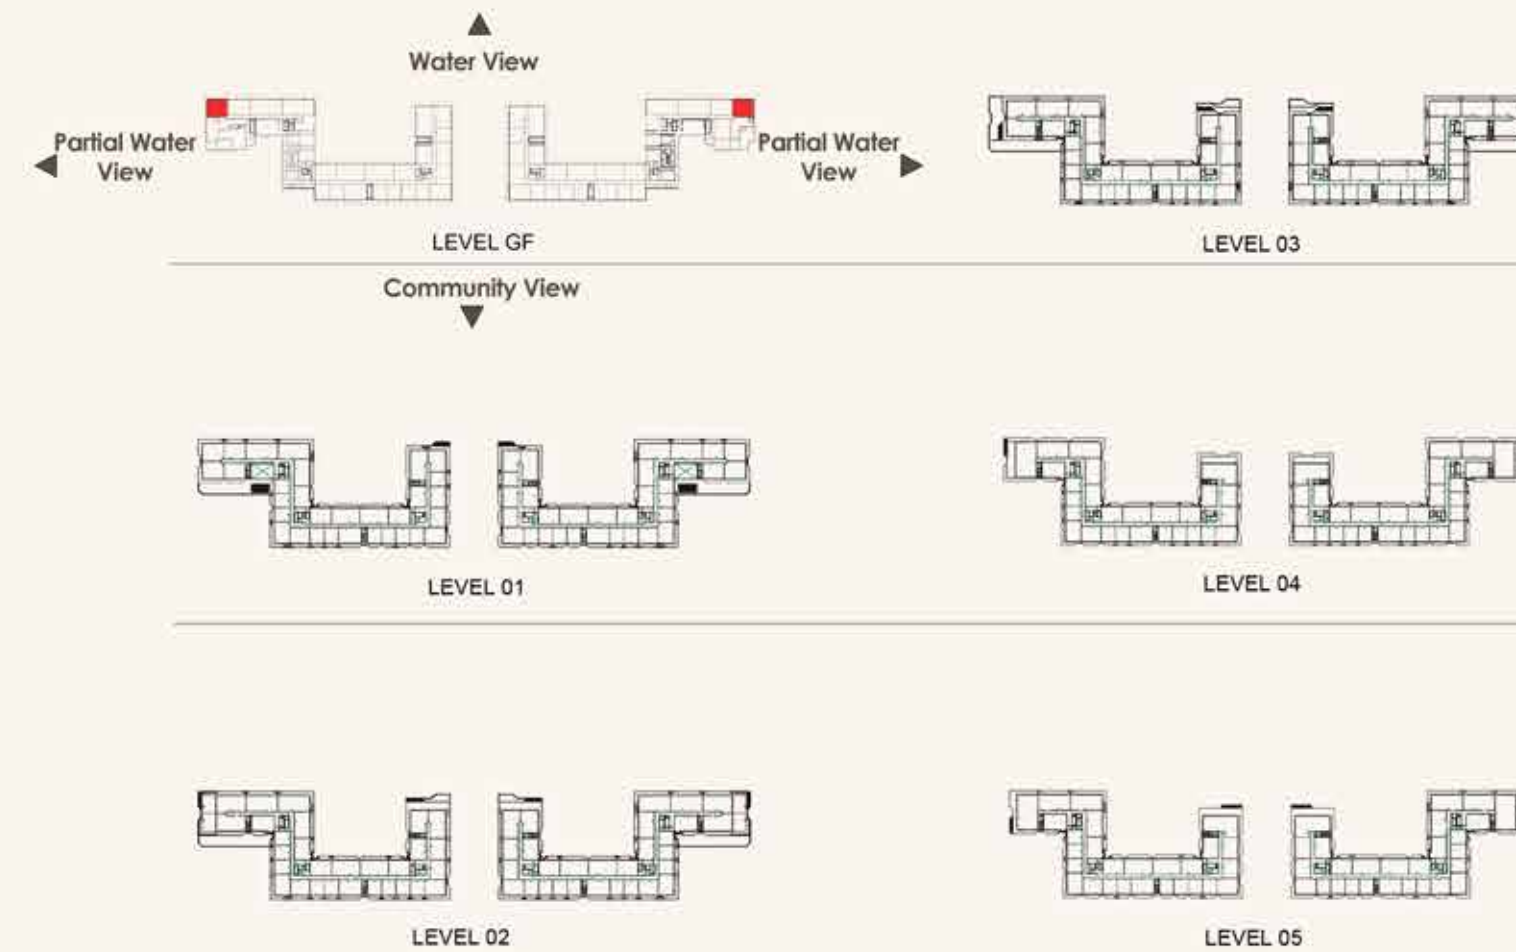 Water View
Partial Water
View
Partial Water
View
LEVEL GF
LEVEL 03
Community View
LEVEL 01
LEVEL 04
LEVEL 02
LEVEL 05